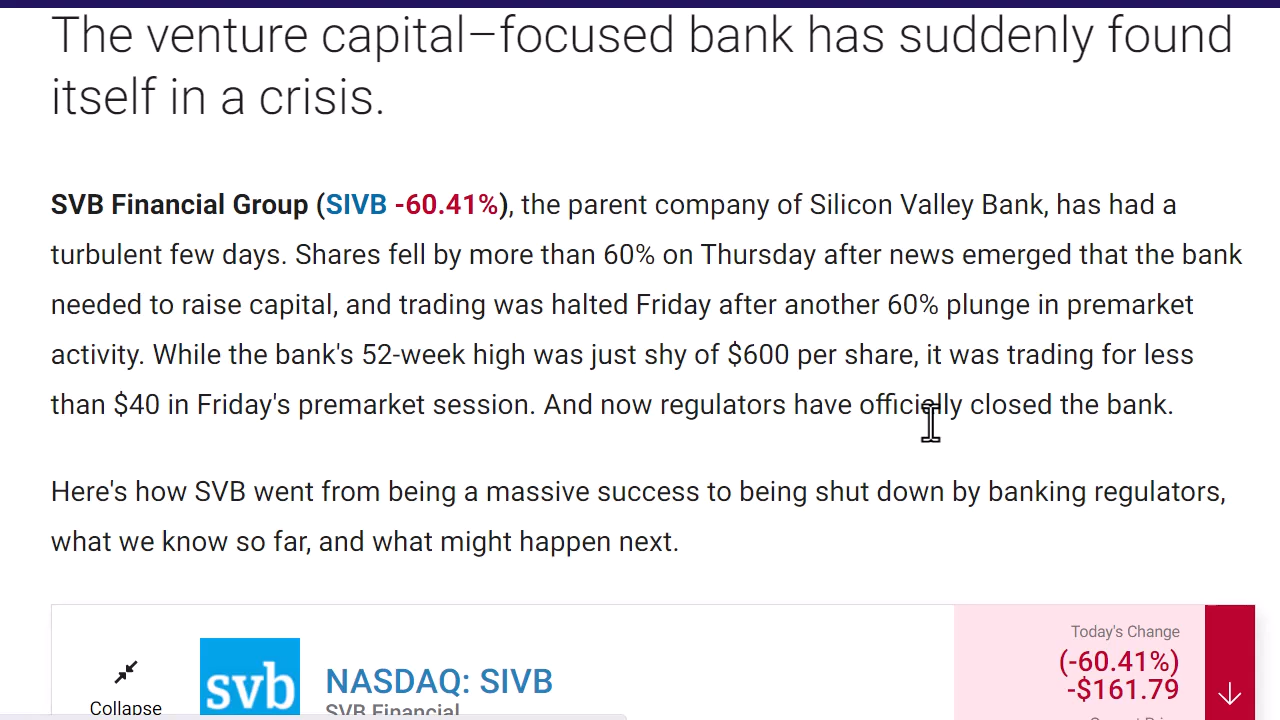 The venture capital–focused bank has suddenly found
itself in a crisis.
SVB Financial Group (SIVB -60.41%), the parent company of Silicon Valley Bank, has had a
turbulent few days. Shares fell by more than 60% on Thursday after news emerged that the bank
needed to raise capital, and trading was halted Friday after another 60% plunge in premarket
activity. While the bank's 52-week high was just shy of $600 per share, it was trading for less
than $40 in Friday's premarket session. And now regulators have officially closed the bank.
Here's how SVB went from being a massive success to being shut down by banking regulators,
what we know so far, and what might happen next.
Collapse
svb
NASDAQ: SIVB
SVB Financial
Today's Change
(-60.41%)
-$161.79